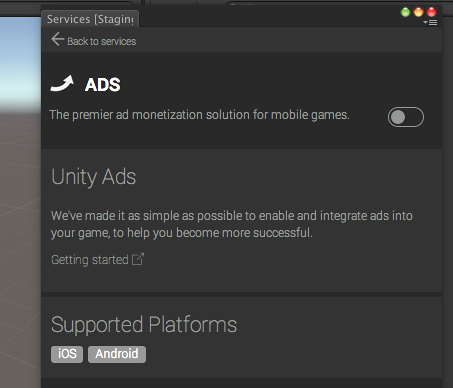 Services [Staging
Back to services
ADS
The premier ad monetization solution for mobile games.
Unity Ads
We've made it as simple as possible to enable and integrate ads into
your game, to help you become more successful.
Getting started
Supported Platforms
iOS Android